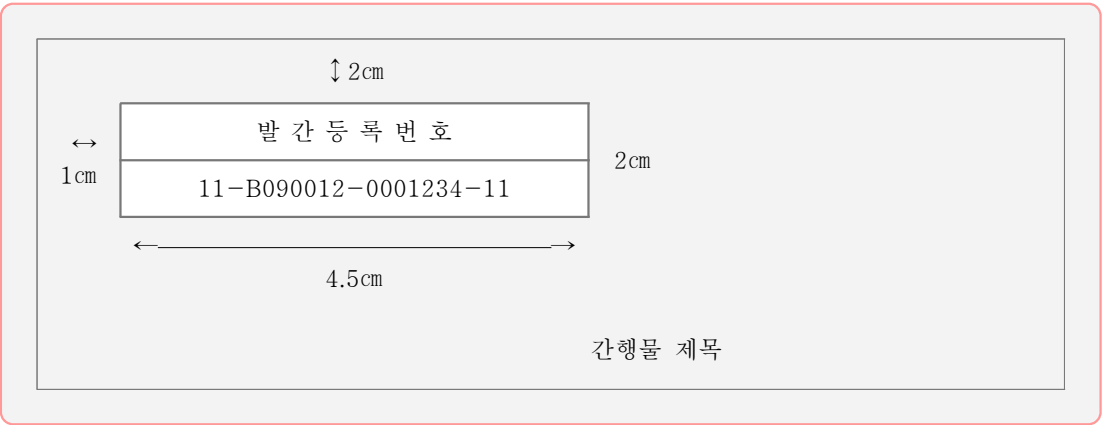 ↕2㎝
발 간 등 록 번 호
↔
1㎝
2㎝
11-B090012-0001234-11
4.5㎝
간행물 제목